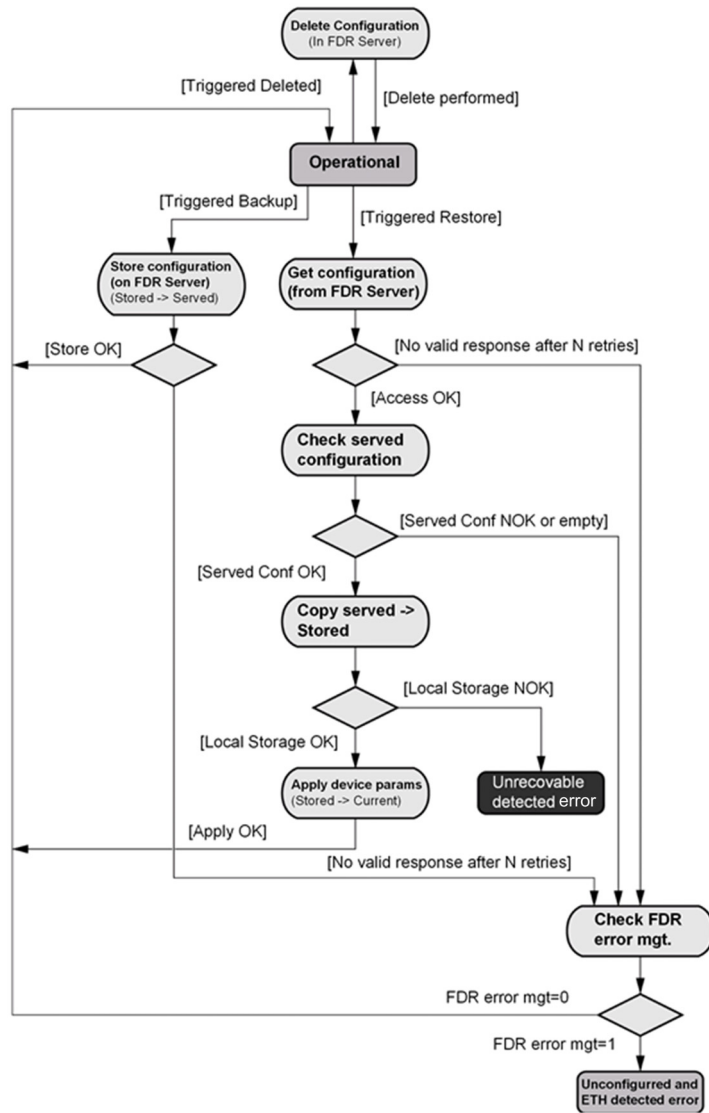 Delete Configuration
(In FDR Server)
[Triggered Deleted]
[Delete performed]
Operational
[Triggered Backup]
[Triggered Restore]
Store configuration
(on FDR Server)
(Stored -> Served)
Get configuration
(from FDR Server)
[Store OK]
[No valid response after N retries]
[Access OK]
Check served
configuration
[Served Conf NOK or empty]
[Served Conf OK]
Copy served ->
Stored
[Local Storage NOK]
[Local Storage OK]
Apply device params
(Stored -> Current)
Unrecovable
detected error
[Apply OK]
[No valid response after N retries]
Check FDR
error mgt.
FDR error mgt=0
FDR error mgt=1
Unconfigurred and
ETH detected error